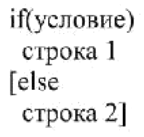 if(условие)
строка 1
[else
строка 2]